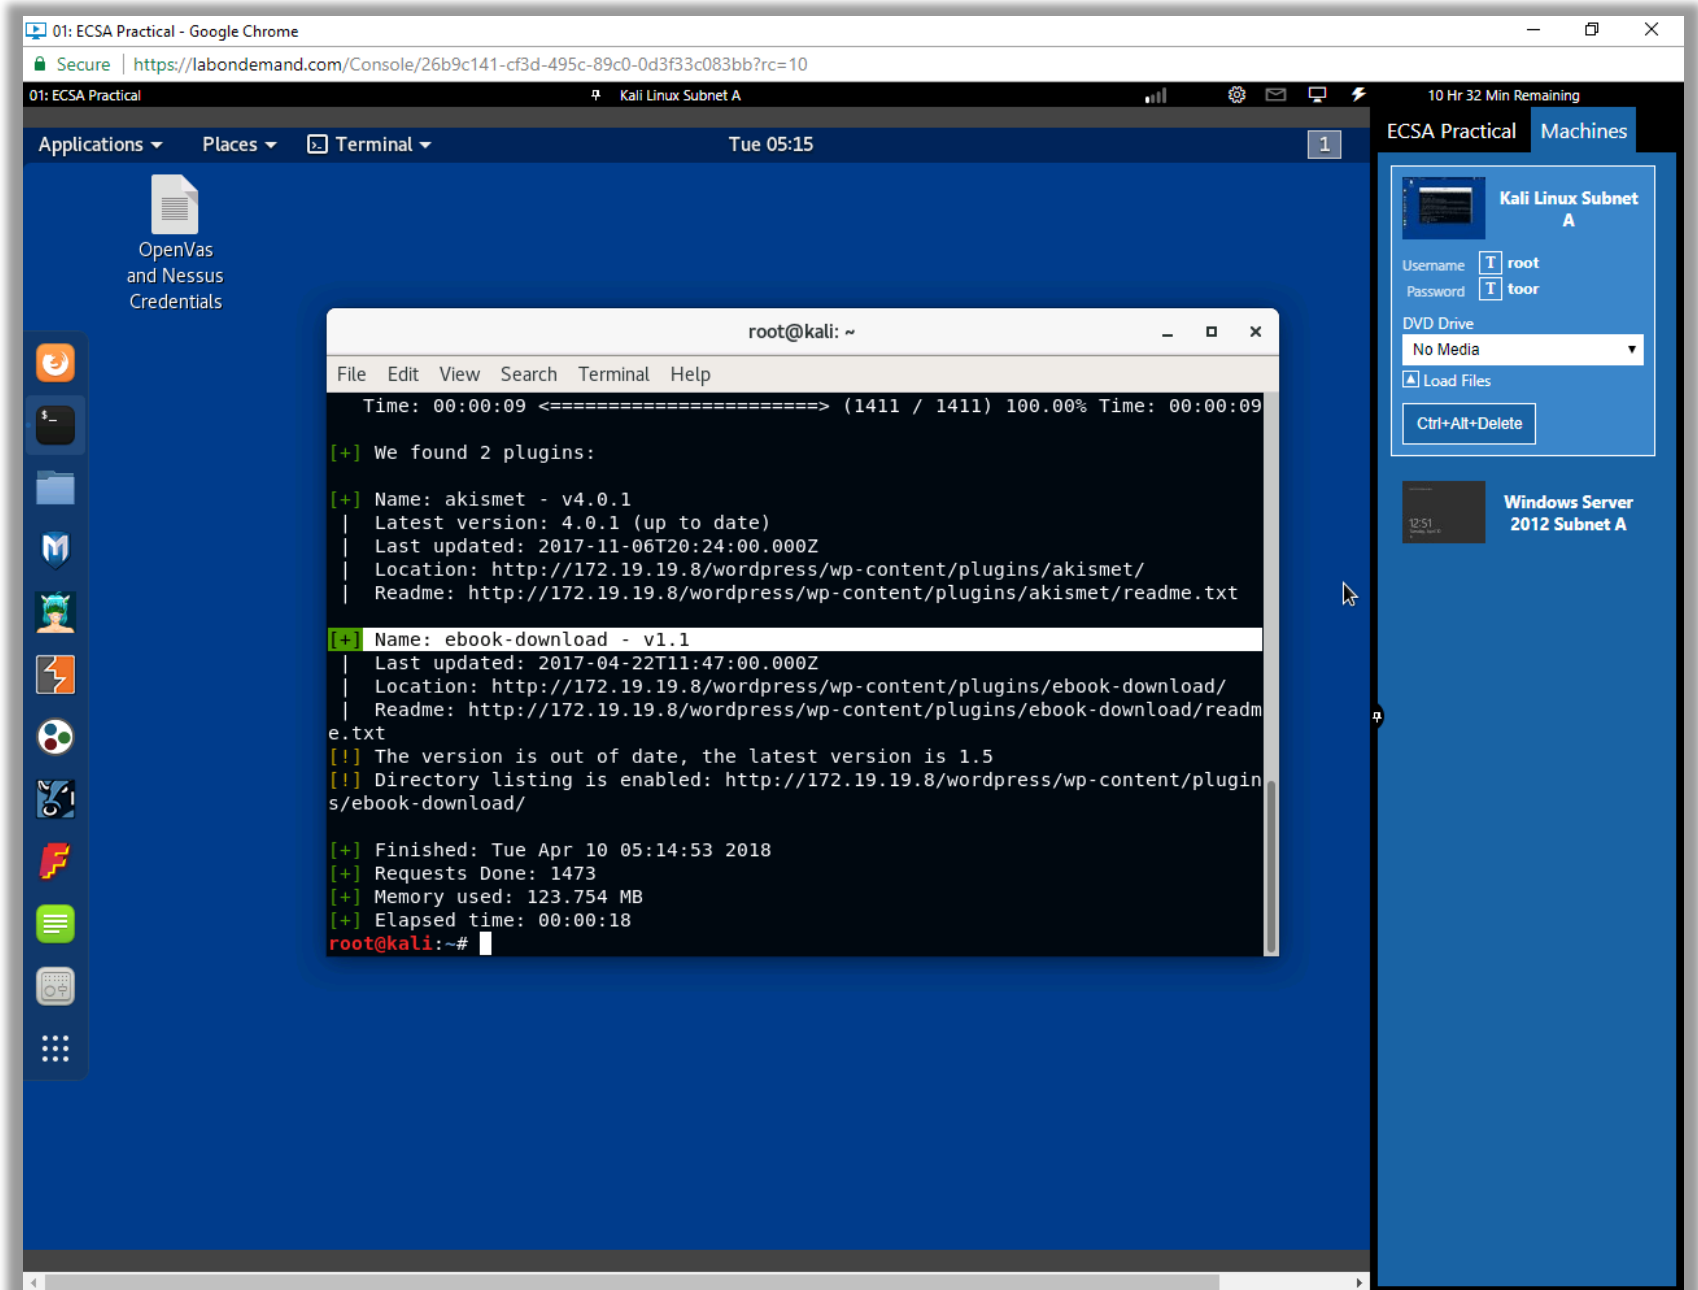 01: ECSA Practical - Google Chrome
Secure | https://labondemand.com/Console/26b9c141-cf3d-495c-89c0-0d3f33c083bb?rc=10
01: ECSA Practical
Kali Linux Subnet A
10 Hr 32 Min Remaining
Applications
Places
Terminal
Tue 05:15
1
OpenVas
and Nessus
Credentials
root@kali: ~
File Edit View Search Terminal Help
Time: 00:00:09 <=======================> (1411 / 1411) 100.00% Time: 00:00:09
[+] We found 2 plugins:
[+] Name: akismet - v4.0.1
| Latest version: 4.0.1 (up to date)
| Last updated: 2017-11-06T20:24:00.000Z
| Location: http://172.19.19.8/wordpress/wp-content/plugins/akismet/
| Readme: http://172.19.19.8/wordpress/wp-content/plugins/akismet/readme.txt
[+] Name: ebook-download - v1.1
| Last updated: 2017-04-22T11:47:00.000Z
| Location: http://172.19.19.8/wordpress/wp-content/plugins/ebook-download/
| Readme: http://172.19.19.8/wordpress/wp-content/plugins/ebook-download/readm
e.txt
[!] The version is out of date, the latest version is 1.5
[!] Directory listing is enabled: http://172.19.19.8/wordpress/wp-content/plugin
s/ebook-download/
[+] Finished: Tue Apr 10 05:14:53 2018
[+] Requests Done: 1473
[+] Memory used: 123.754 MB
[+] Elapsed time: 00:00:18
root@kali:~#
ECSA Practical
Machines
Kali Linux Subnet
A
Username T root
Password T toor
DVD Drive
No Media
Load Files
Ctrl+Alt+Delete
12:51
Windows Server
2012 Subnet A